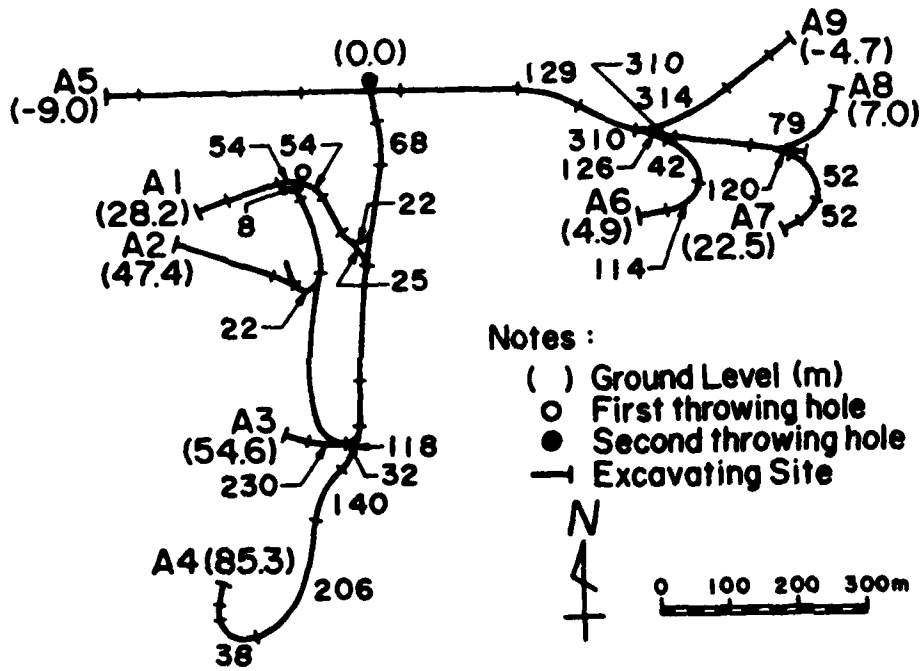 (0.0)
A9
(-4.7)
A5
(-9.0)
129
310
314
A8
(7.0)
79
68
310
42
126
54
54
120
52
A1
(28.2)
8
22
A6
(4.9)
A7
(22.5)
52
A2
(47.4)
25
114
22
Notes :
( ) Ground Level (m)
First throwing hole
Second throwing hole
Excavating Site
A3
(54.6)
118
32
230
140
N
A4 (85.3)
206
38
0 100 200 300m